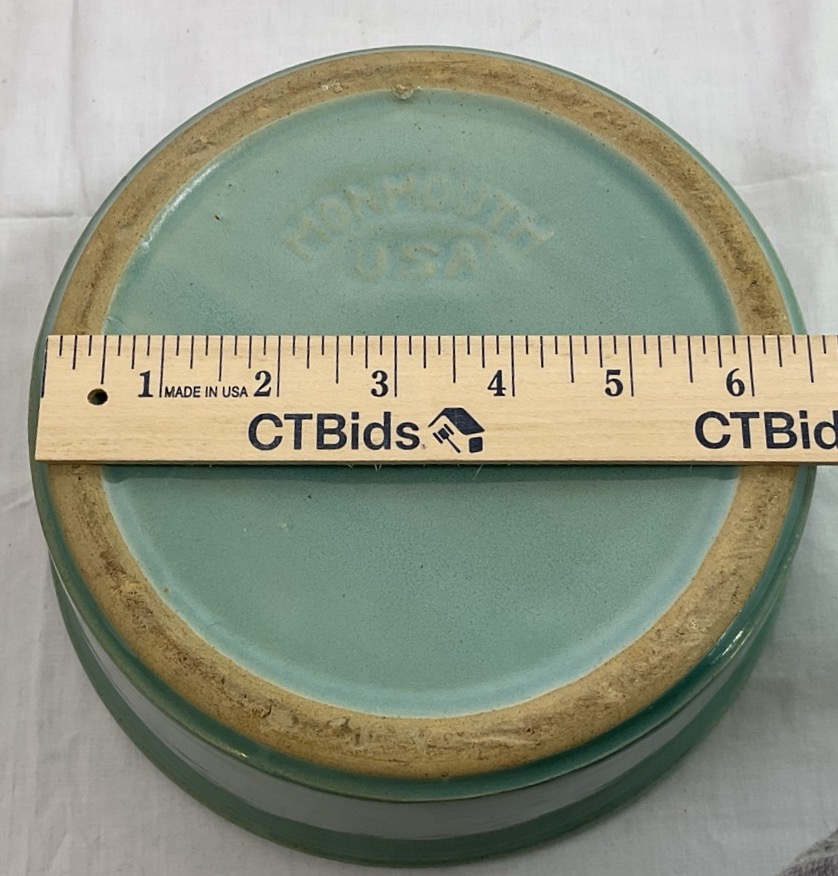 MONMOUTH
USA
1 MADE IN USA 2 3 4 5 6
CTBids CTBid